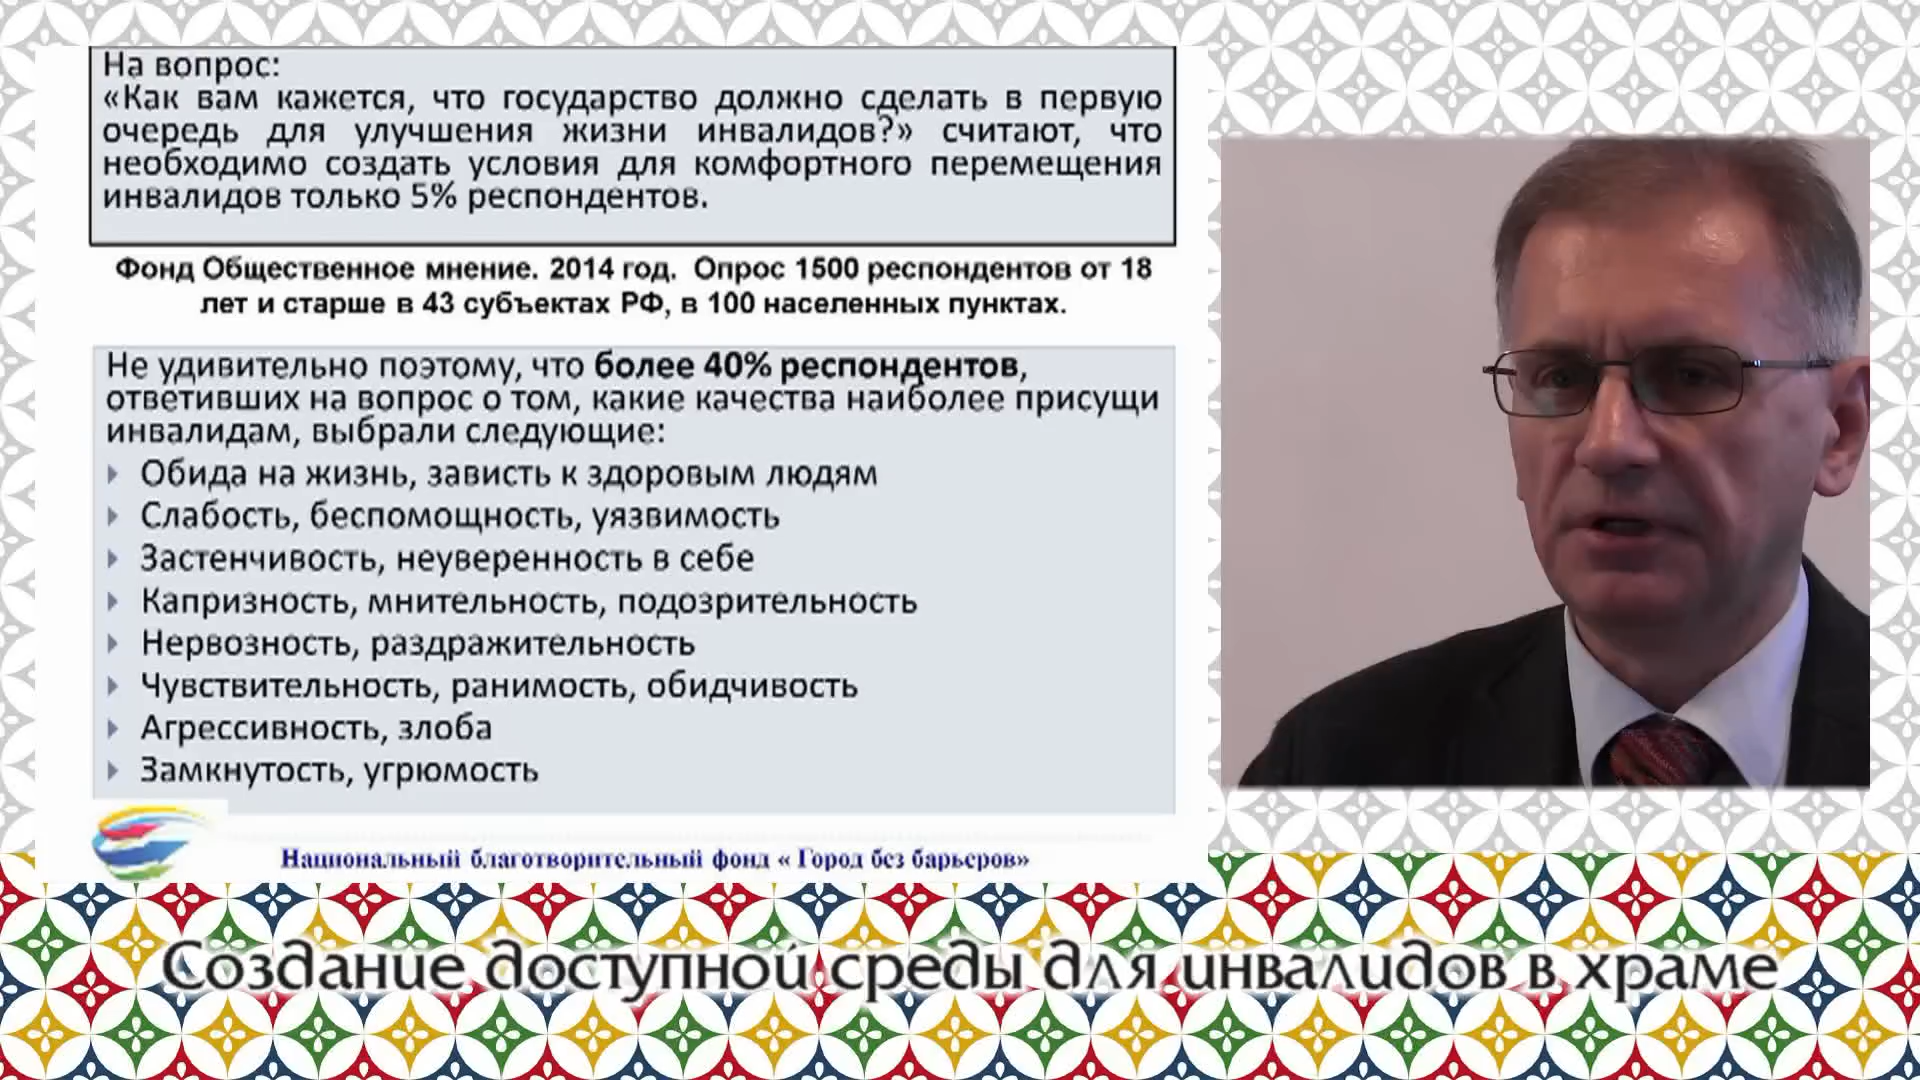 На вопрос:
«Как вам кажется, что государство должно сделать в первую
очередь для улучшения жизни инвалидов?» считают, что
необходимо создать условия для комфортного перемещения
инвалидов только 5% респондентов.
Фонд Общественное мнение. 2014 год. Опрос 1500 респондентов от 18
лет и старше в 43 субъектах РФ, в 100 населенных пунктах.
Не удивительно поэтому, что более 40% респондентов,
ответивших на вопрос о том, какие качества наиболее присущи
инвалидам, выбрали следующие:
Обида на жизнь, зависть к здоровым людям
Слабость, беспомощность, уязвимость
Застенчивость, неуверенность в себе
Капризность, мнительность, подозрительность
Нервозность, раздражительность
Чувствительность, ранимость, обидчивость
Агрессивность, злоба
Замкнутость, угрюмость
Национальный благотворительный фонд « Город без барьеров»
Создание доступной среды для инвалидов в храме